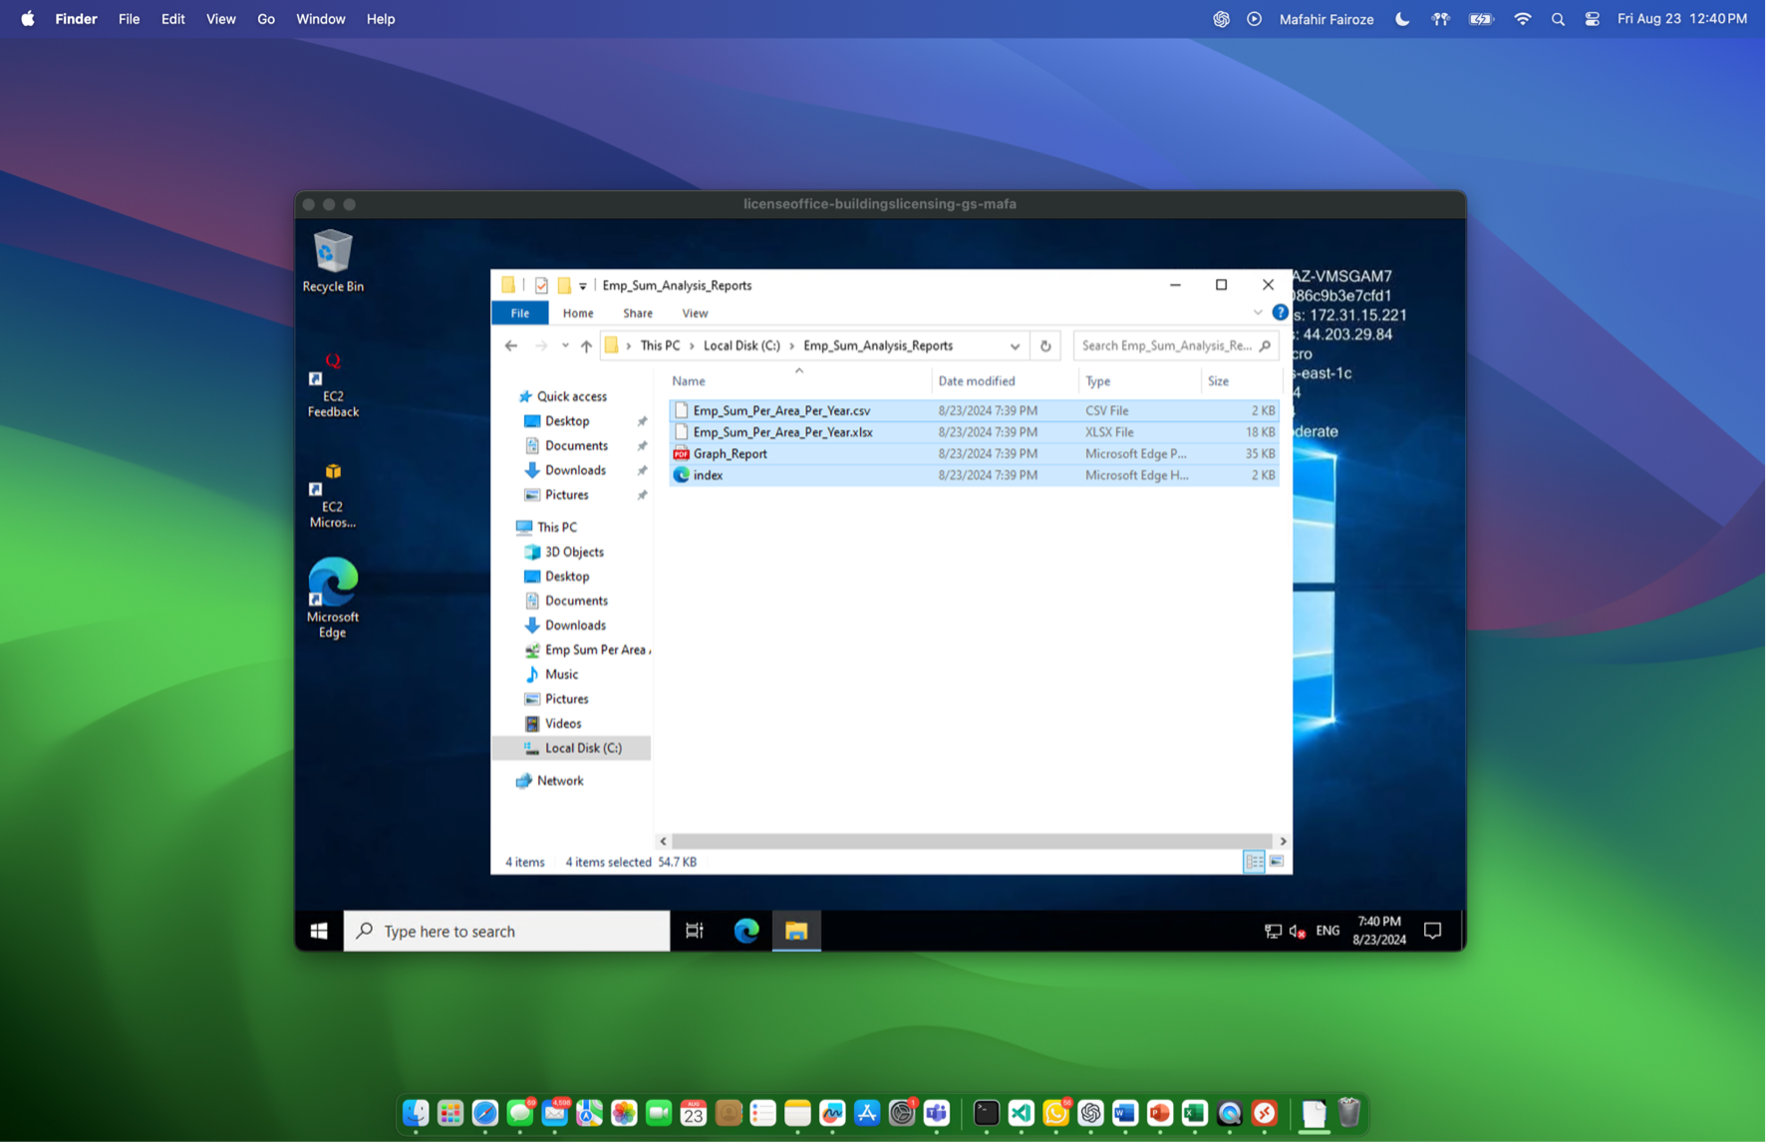 Finder File Edit View Go Window Help
Mafahir Fairoze Fri Aug 23 12:40 PM
licenseoffice-buildingslicensing-gs-mafa
Recycle Bin
EC2
Feedback
EC2
Micros...
Microsoft
Edge
AZ-VMSGAM7
086c9b3e7cfd1
s: 172.31.15.221
s: 44.203.29.84
cro
s-east-1c
4
derate
Emp_Sum_Analysis_Reports
File Home Share View
This PC Local Disk (C:) Emp_Sum_Analysis_Reports
Search Emp_Sum_Analysis_Re...
Name Date modified Type Size
Emp_Sum_Per_Area_Per_Year.csv 8/23/2024 7:39 PM CSV File 2 KB
Emp_Sum_Per_Area_Per_Year.xlsx 8/23/2024 7:39 PM XLSX File 18 KB
Graph_Report 8/23/2024 7:39 PM Microsoft Edge P... 35 KB
index 8/23/2024 7:39 PM Microsoft Edge H... 2 KB
Quick access
Desktop
Documents
Downloads
Pictures
This PC
3D Objects
Desktop
Documents
Downloads
Emp Sum Per Area
Music
Pictures
Videos
Local Disk (C:)
Network
4 items 4 items selected 54.7 KB
Type here to search
ENG
7:40 PM
8/23/2024
AUG
23